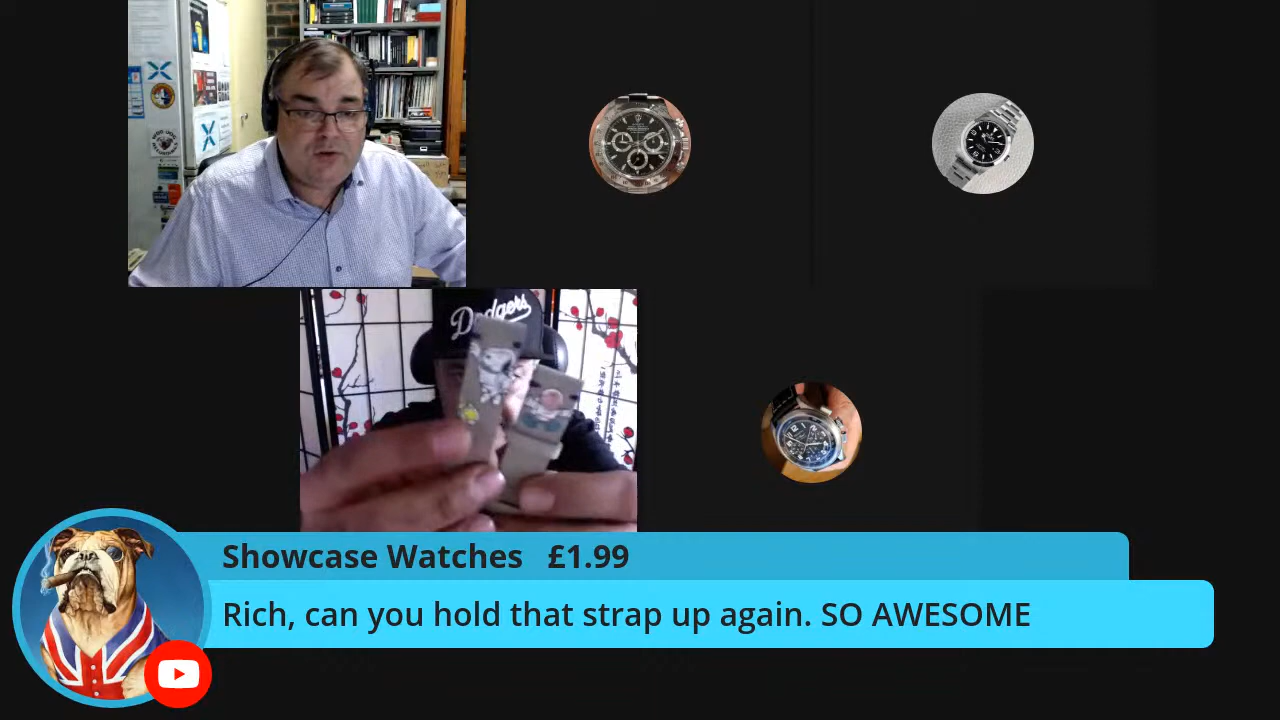 Dodgers
Showcase Watches £1.99
Rich, can you hold that strap up again. SO AWESOME